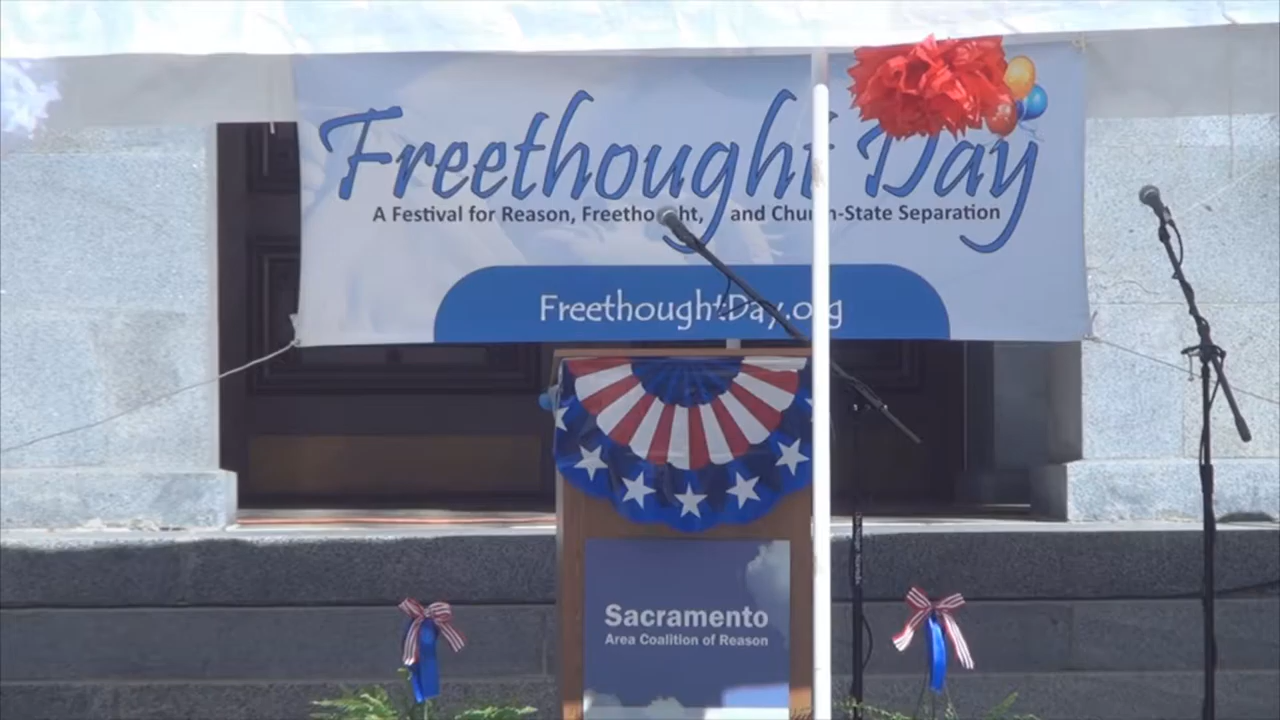 Freethought Day
A Festival for Reason, Freethought, and Church-State Separation
FreethoughtDay.org
Sacramento
Area Coalition of Reason